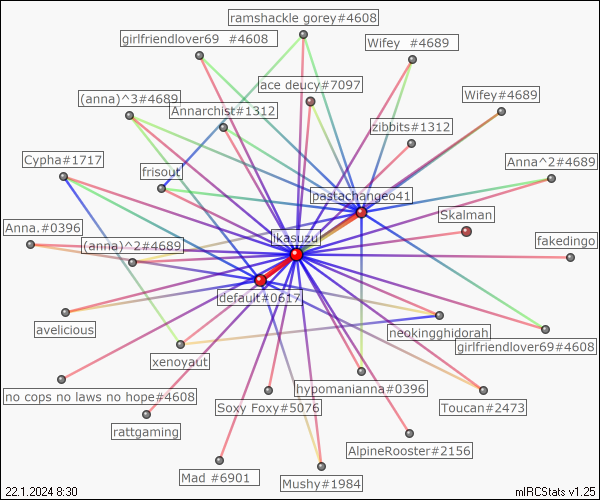 ramshackle gorey#4608
girlfriendlover69 #4608
Wifey #4689
ace deucy#7097
(anna)^3#4689
Wifey#4689
Annarchist#1312
zibbits#1312
Cypha#1717
Anna^2#4689
frisout
pastachangeo41
Anna.#0396
Skalman
ikasuzu
(anna)^2#4689
fakedingo
default#0617
avelicious
neokingghidorah
girlfriendlover69#4608
xenoyaut
hypomanianna#0396
no cops no laws no hope#4608
Soxy Foxy#5076
Toucan#2473
rattgaming
AlpineRooster#2156
Mad #6901
Mushy#1984
22.1.2024 8:30
mIRCStats v1.25